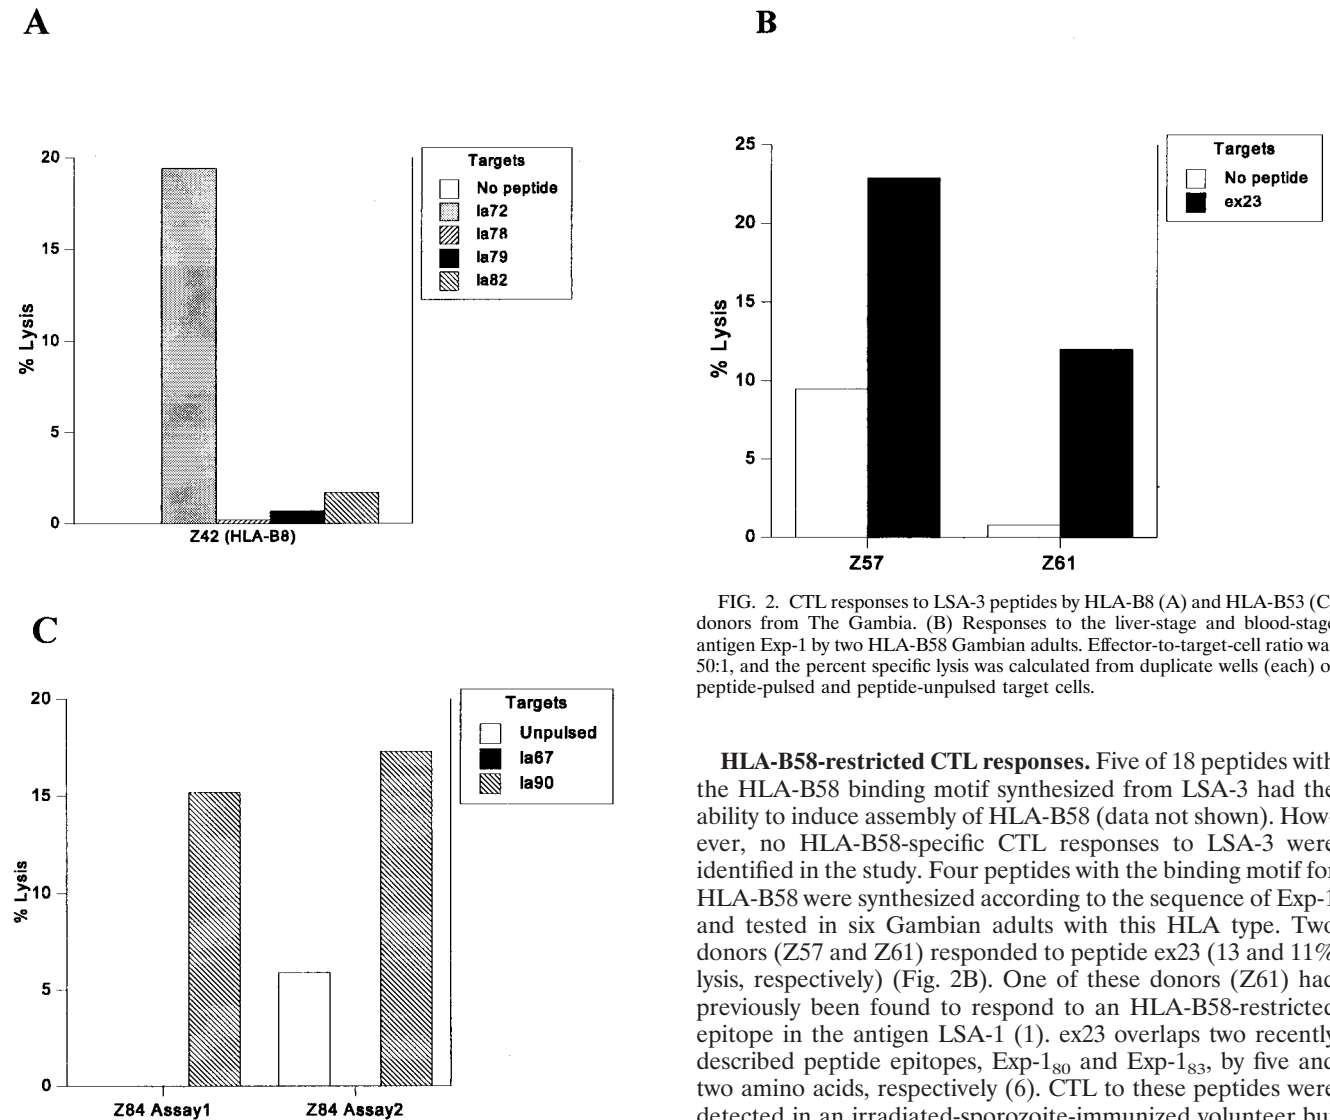 A
20
15
10
5
0
% Lysis
Z42 (HLA-B8)
Targets
No peptide
la72
la78
la79
la82
B
25
20
15
10
5
0
% Lysis
Z57 Z61
Targets
No peptide
ex23
C
20
15
10
5
0
% Lysis
Z84 Assay1 Z84 Assay2
Targets
Unpulsed
la67
la90
FIG. 2. CTL responses to LSA-3 peptides by HLA-B8 (A) and HLA-B53 (C
donors from The Gambia. (B) Responses to the liver-stage and blood-stage
antigen Exp-1 by two HLA-B58 Gambian adults. Effector-to-target-cell ratio wa
50:1, and the percent specific lysis was calculated from duplicate wells (each) o
peptide-pulsed and peptide-unpulsed target cells.
HLA-B58-restricted CTL responses. Five of 18 peptides with
the HLA-B58 binding motif synthesized from LSA-3 had the
ability to induce assembly of HLA-B58 (data not shown). How-
ever, no HLA-B58-specific CTL responses to LSA-3 were
identified in the study. Four peptides with the binding motif for
HLA-B58 were synthesized according to the sequence of Exp-1
and tested in six Gambian adults with this HLA type. Two
donors (Z57 and Z61) responded to peptide ex23 (13 and 11%
lysis, respectively) (Fig. 2B). One of these donors (Z61) had
previously been found to respond to an HLA-B58-restricted
epitope in the antigen LSA-1 (1). ex23 overlaps two recently
described peptide epitopes, Exp-1₈₀ and Exp-1₈₃, by five and
two amino acids, respectively (6). CTL to these peptides were
detected in an irradiated-sporozoite-immunized volunteer but